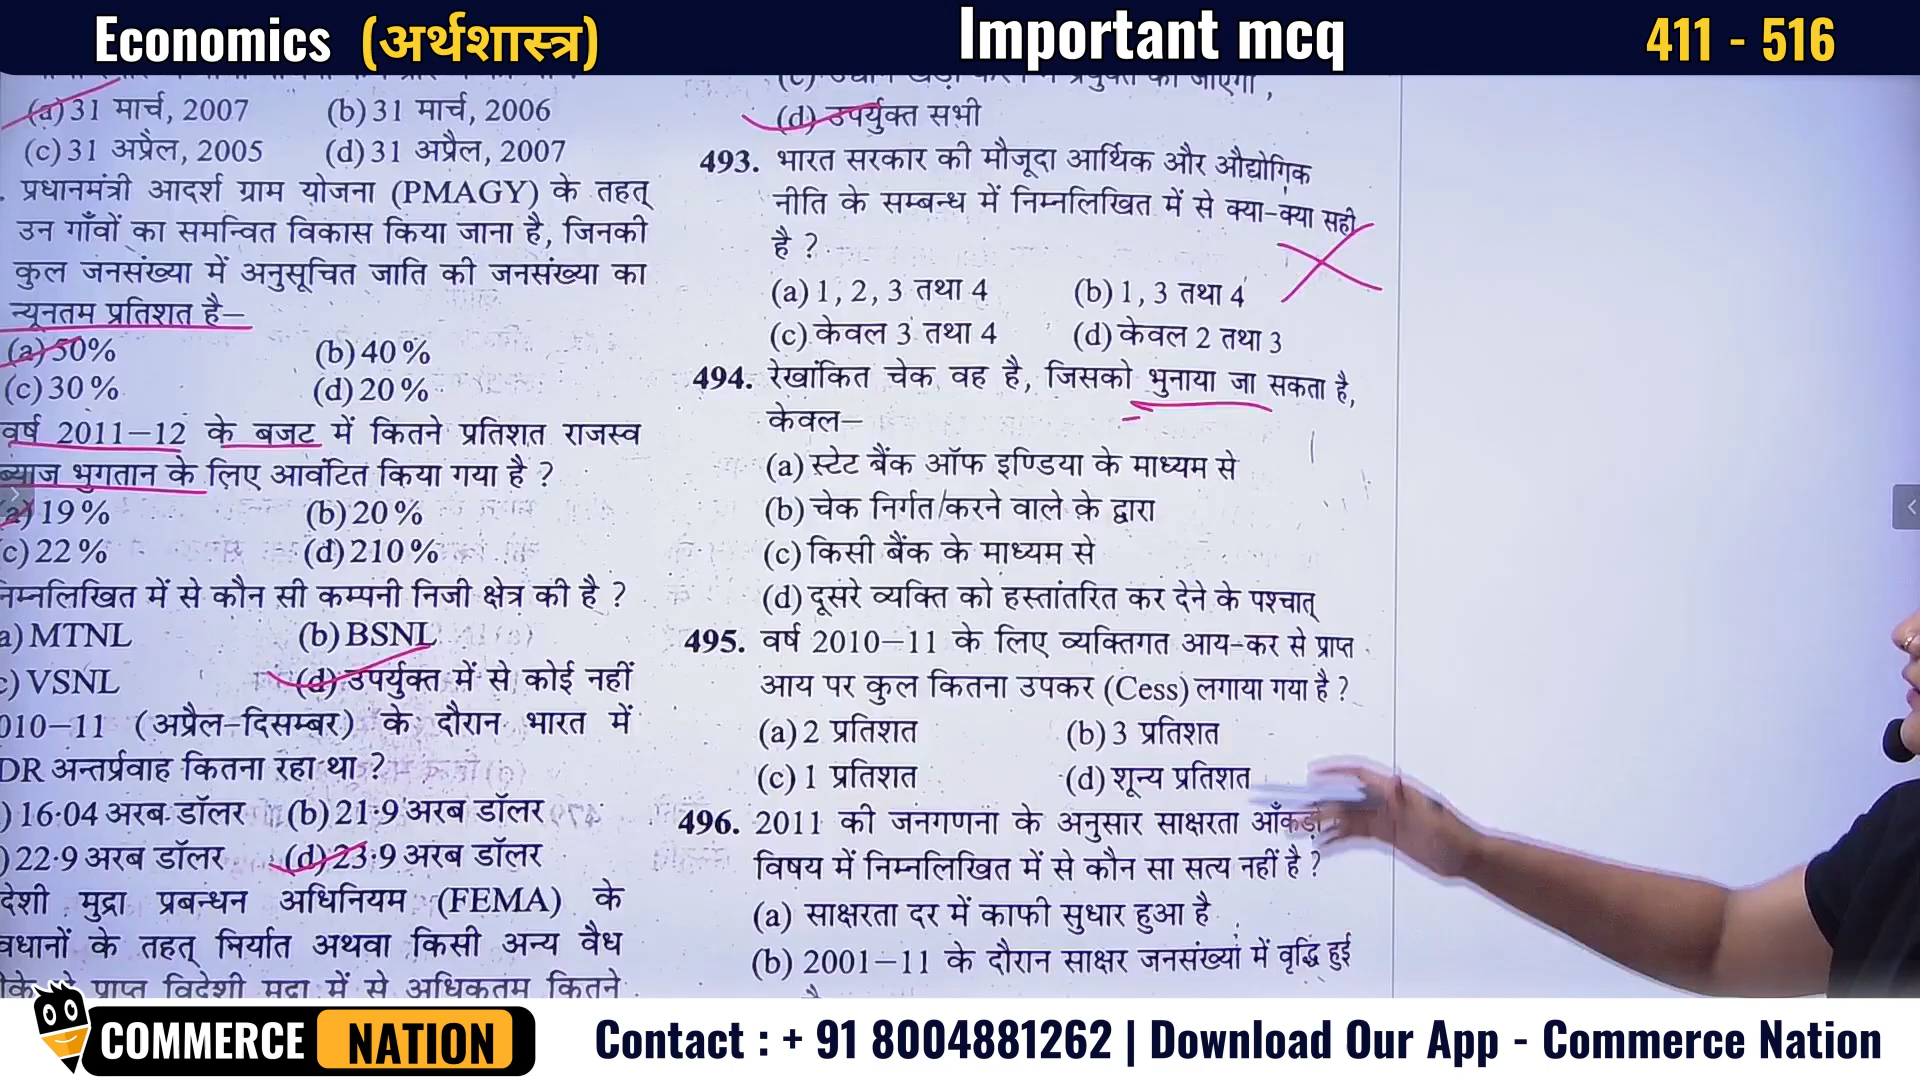 Economics (अर्थशास्त्र)
Important mcq
411 - 516
(a) 31 मार्च, 2007 (b) 31 मार्च, 2006
(c) 31 अप्रैल, 2005 (d) 31 अप्रैल, 2007
प्रधानमंत्री आदर्श ग्राम योजना (PMAGY) के तहत्
उन गाँवों का समन्वित विकास किया जाना है, जिनकी
कुल जनसंख्या में अनुसूचित जाति की जनसंख्या का
न्यूनतम प्रतिशत है—
(a) 50% (b) 40%
(c) 30% (d) 20%
वर्ष 2011—12 के बजट में कितने प्रतिशत राजस्व
ब्याज भुगतान के लिए आवंटित किया गया है ?
(a) 19% (b) 20%
c) 22% (d) 210%
निम्नलिखित में से कौन सी कम्पनी निजी क्षेत्र की है ?
a) MTNL (b) BSNL
c) VSNL (d) उपर्युक्त में से कोई नहीं
010—11 (अप्रैल-दिसम्बर) के दौरान भारत में
DR अन्तर्प्रवाह कितना रहा था ?
) 16·04 अरब डॉलर (b) 21·9 अरब डॉलर
) 22·9 अरब डॉलर (d) 23·9 अरब डॉलर
देशी मुद्रा प्रबन्धन अधिनियम (FEMA) के
वधानों के तहत् निर्यात अथवा किसी अन्य वैध
प्राप्त विदेशी मुद्रा में से अधिकतम कितने
(d) उपर्युक्त सभी
493. भारत सरकार की मौजूदा आर्थिक और औद्योगिक
नीति के सम्बन्ध में निम्नलिखित में से क्या-क्या सही
है ?
(a) 1, 2, 3 तथा 4 (b) 1, 3 तथा 4
(c) केवल 3 तथा 4 (d) केवल 2 तथा 3
494. रेखांकित चेक वह है, जिसको भुनाया जा सकता है,
केवल—
(a) स्टेट बैंक ऑफ इण्डिया के माध्यम से
(b) चेक निर्गत करने वाले के द्वारा
(c) किसी बैंक के माध्यम से
(d) दूसरे व्यक्ति को हस्तांतरित कर देने के पश्चात्
495. वर्ष 2010—11 के लिए व्यक्तिगत आय-कर से प्राप्त
आय पर कुल कितना उपकर (Cess) लगाया गया है ?
(a) 2 प्रतिशत (b) 3 प्रतिशत
(c) 1 प्रतिशत (d) शून्य प्रतिशत
496. 2011 की जनगणना के अनुसार साक्षरता
विषय में निम्नलिखित में से कौन सा सत्य नहीं है ?
(a) साक्षरता दर में काफी सुधार हुआ है
(b) 2001—11 के दौरान साक्षर जनसंख्या में वृद्धि हुई
COMMERCE NATION
Contact : + 91 8004881262 | Download Our App - Commerce Nation